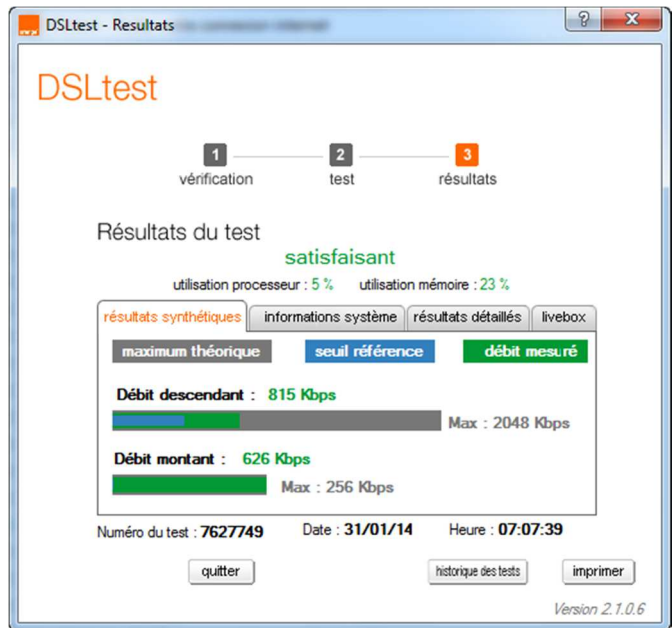 DSLtest - Resultats
DSLtest
1 2 3
vérification test résultats
Résultats du test
satisfaisant
utilisation processeur : 5 % utilisation mémoire : 23 %
résultats synthétiques informations système résultats détaillés livebox
maximum théorique seuil référence débit mesuré
Débit descendant : 815 Kbps
Max : 2048 Kbps
Débit montant : 626 Kbps
Max : 256 Kbps
Numéro du test : 7627749 Date : 31/01/14 Heure : 07:07:39
quitter historique des tests imprimer
Version 2.1.0.6